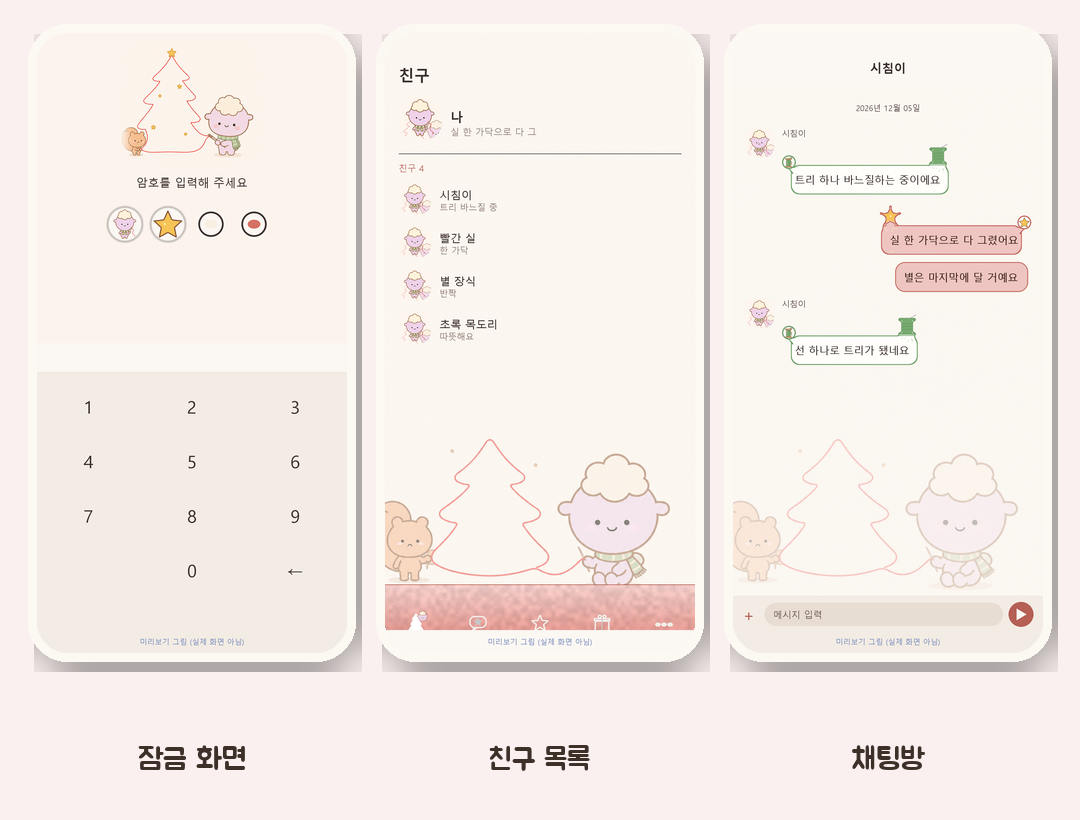 암호를 입력해 주세요
1 2 3
4 5 6
7 8 9
0 ←
미리보기 그림 (실제 화면 아님)
잠금 화면
친구
나
실 한 가닥으로 다 그
친구 4
시침이
트리 바느질 중
빨간 실
한 가닥
별 장식
반짝
초록 목도리
따뜻해요
미리보기 그림 (실제 화면 아님)
친구 목록
시침이
2026년 12월 05일
시침이
트리 하나 바느질하는 중이에요
실 한 가닥으로 다 그렸어요
별은 마지막에 달 거예요
시침이
선 하나로 트리가 됐네요
+ 메시지 입력
미리보기 그림 (실제 화면 아님)
채팅방